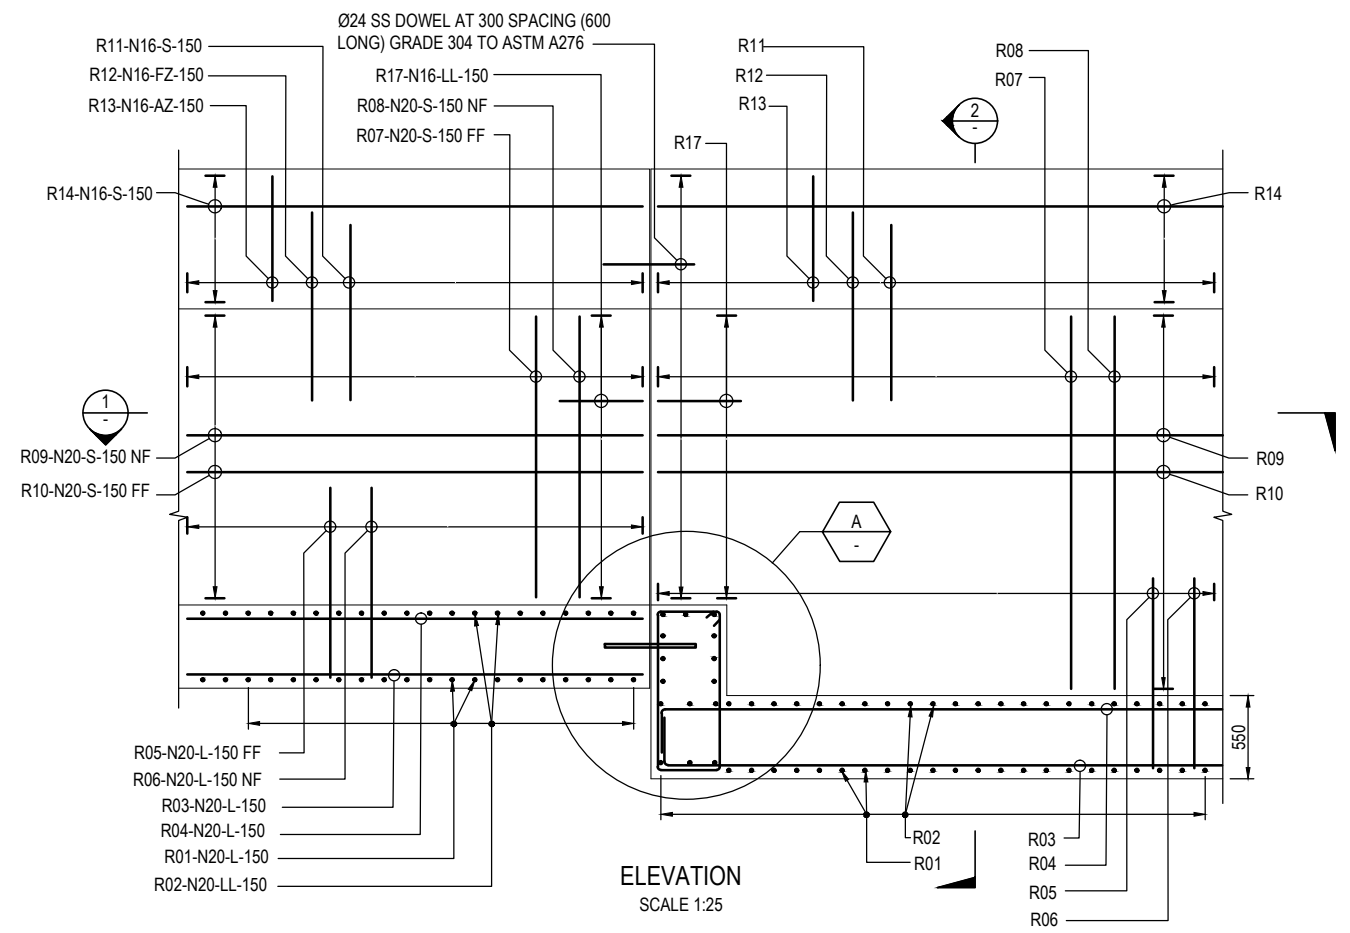 Ø24 SS DOWEL AT 300 SPACING (600
LONG) GRADE 304 TO ASTM A276
R11-N16-S-150
R12-N16-FZ-150
R13-N16-AZ-150
R17-N16-LL-150
R08-N20-S-150 NF
R07-N20-S-150 FF
R11
R12
R13
R17
R08
R07
2
-
R14-N16-S-150
R14
1
-
R09-N20-S-150 NF
R10-N20-S-150 FF
R09
R10
A
-
550
R05-N20-L-150 FF
R06-N20-L-150 NF
R03-N20-L-150
R04-N20-L-150
R01-N20-L-150
R02-N20-LL-150
R02
R01
R03
R04
R05
R06
ELEVATION
SCALE 1:25